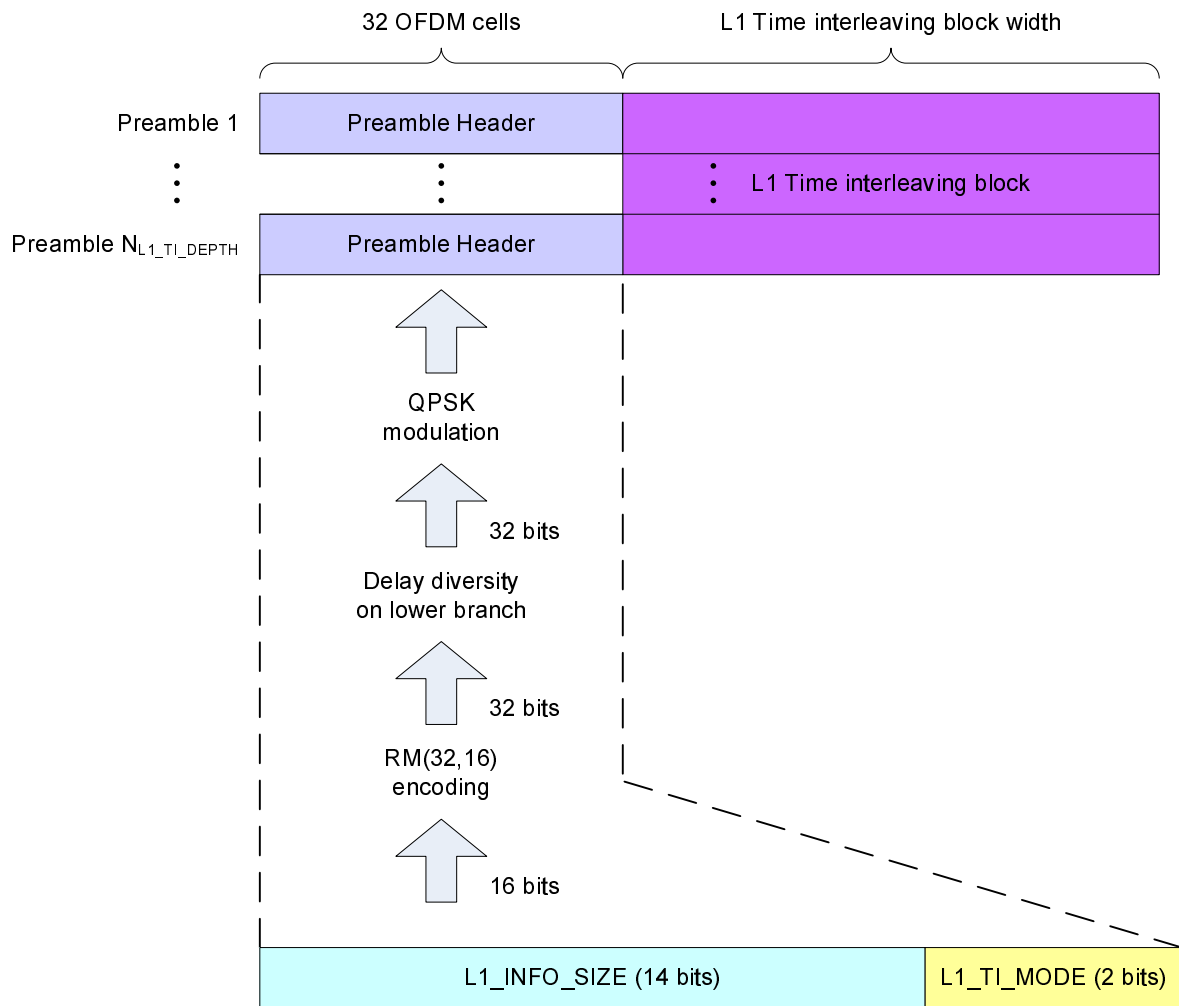 32 OFDM cells
L1 Time interleaving block width
Preamble 1
Preamble Header
L1 Time interleaving block
Preamble N_L1_TI_DEPTH
Preamble Header
QPSK
modulation
32 bits
Delay diversity
on lower branch
32 bits
RM(32,16)
encoding
16 bits
L1_INFO_SIZE (14 bits)
L1_TI_MODE (2 bits)